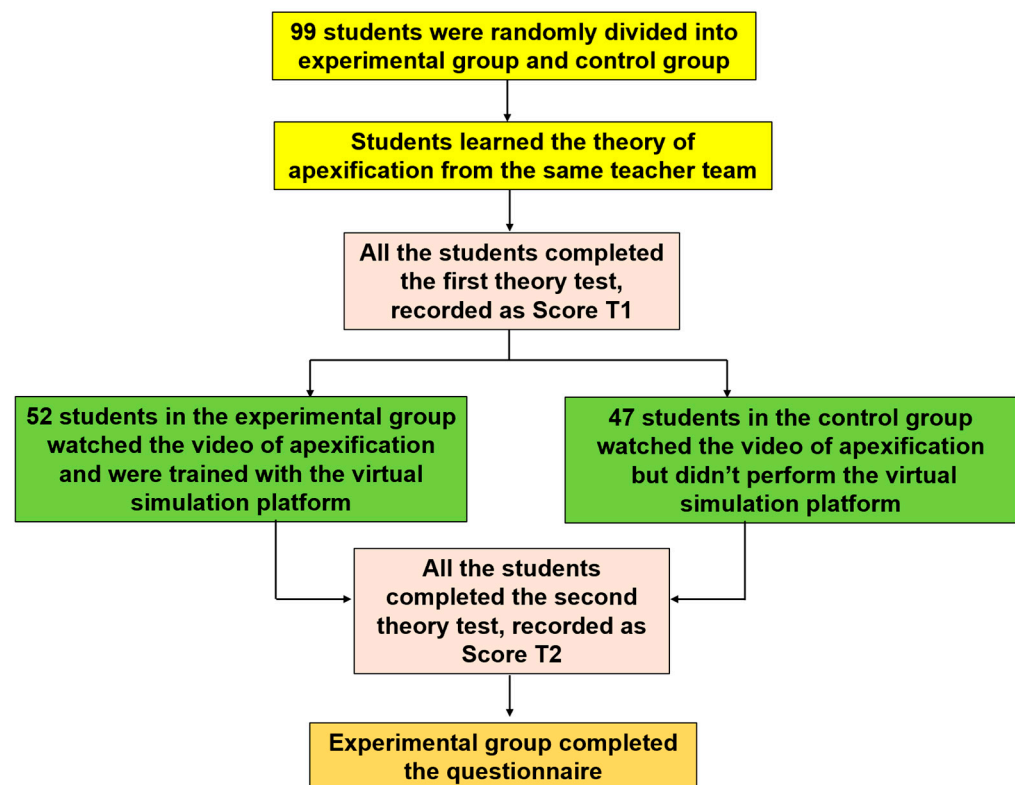 99 students were randomly divided into
experimental group and control group
Students learned the theory of
apexification from the same teacher team
All the students completed
the first theory test,
recorded as Score T1
52 students in the experimental group
watched the video of apexification
and were trained with the virtual
simulation platform
47 students in the control group
watched the video of apexification
but didn’t perform the virtual
simulation platform
All the students
completed the second
theory test, recorded as
Score T2
Experimental group completed
the questionnaire